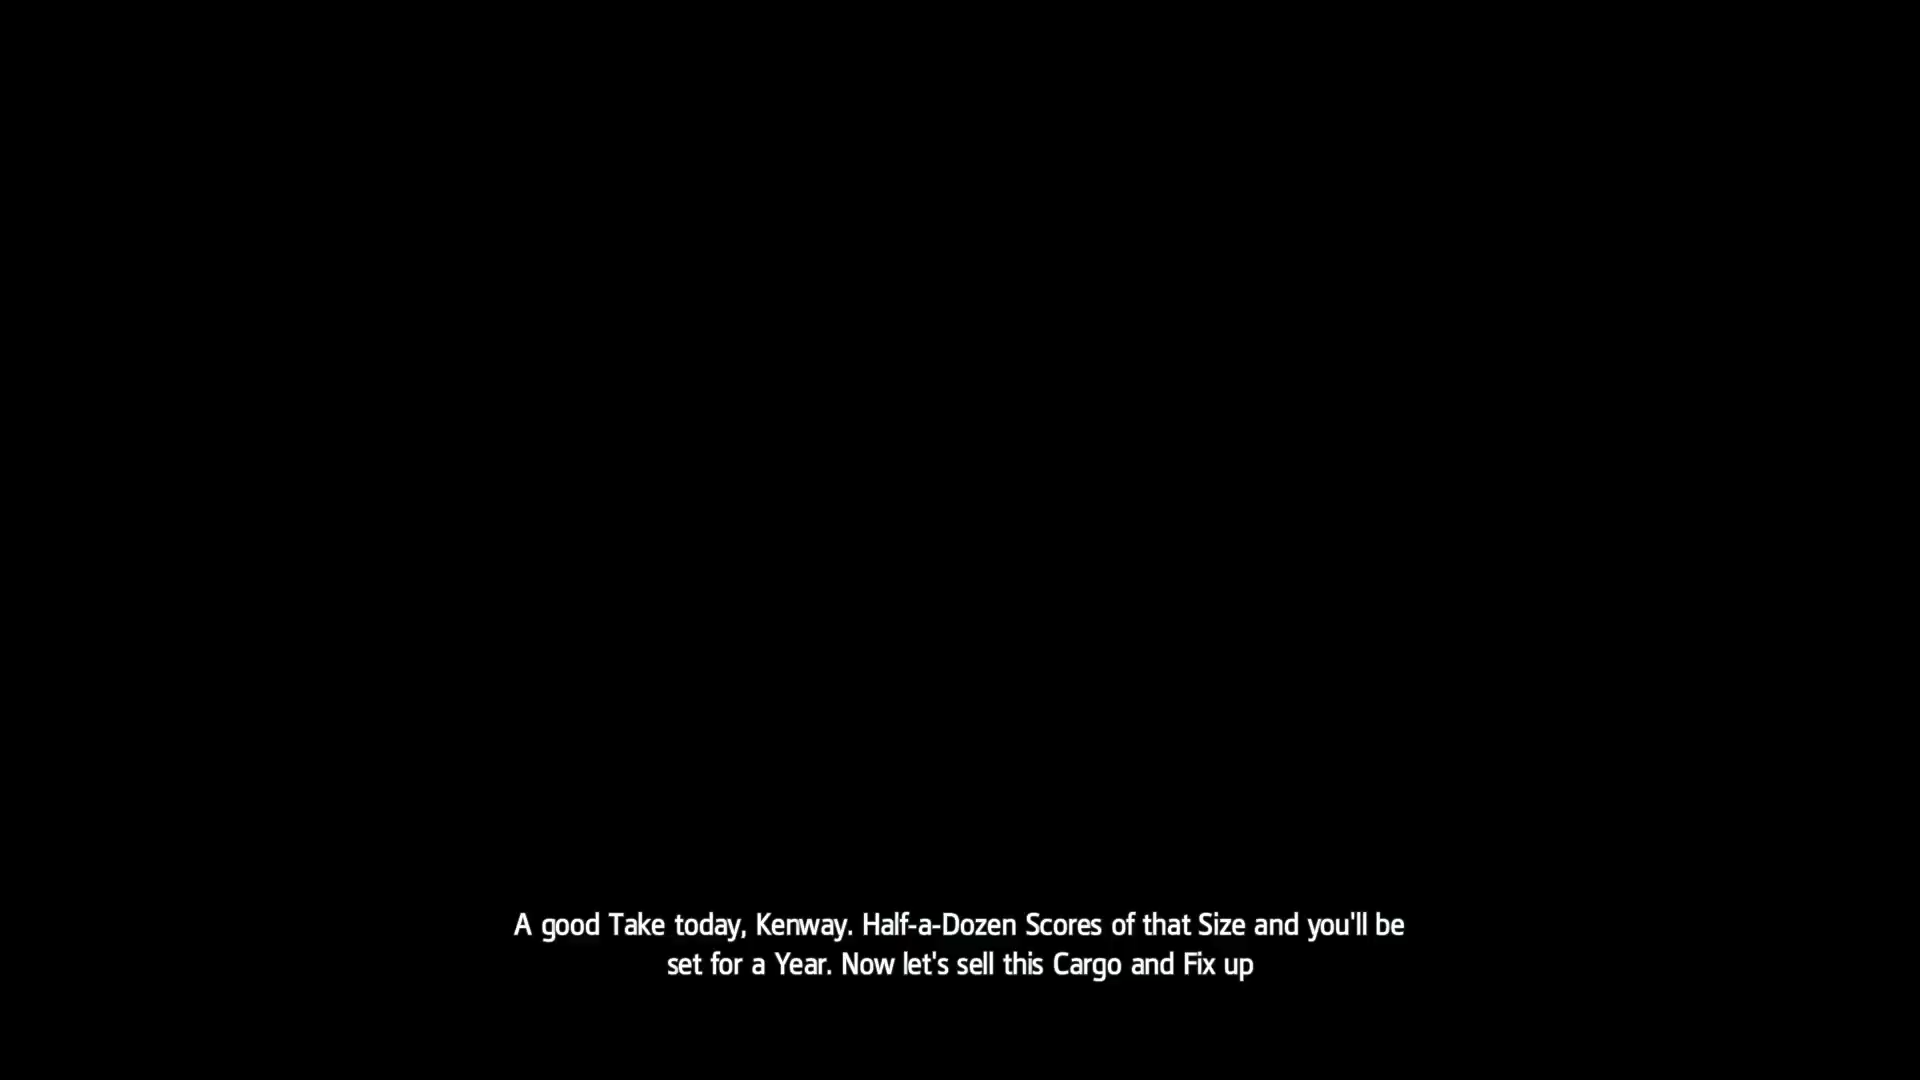 A good Take today, Kenway. Half-a-Dozen Scores of that Size and you'll be
set for a Year. Now let's sell this Cargo and Fix up